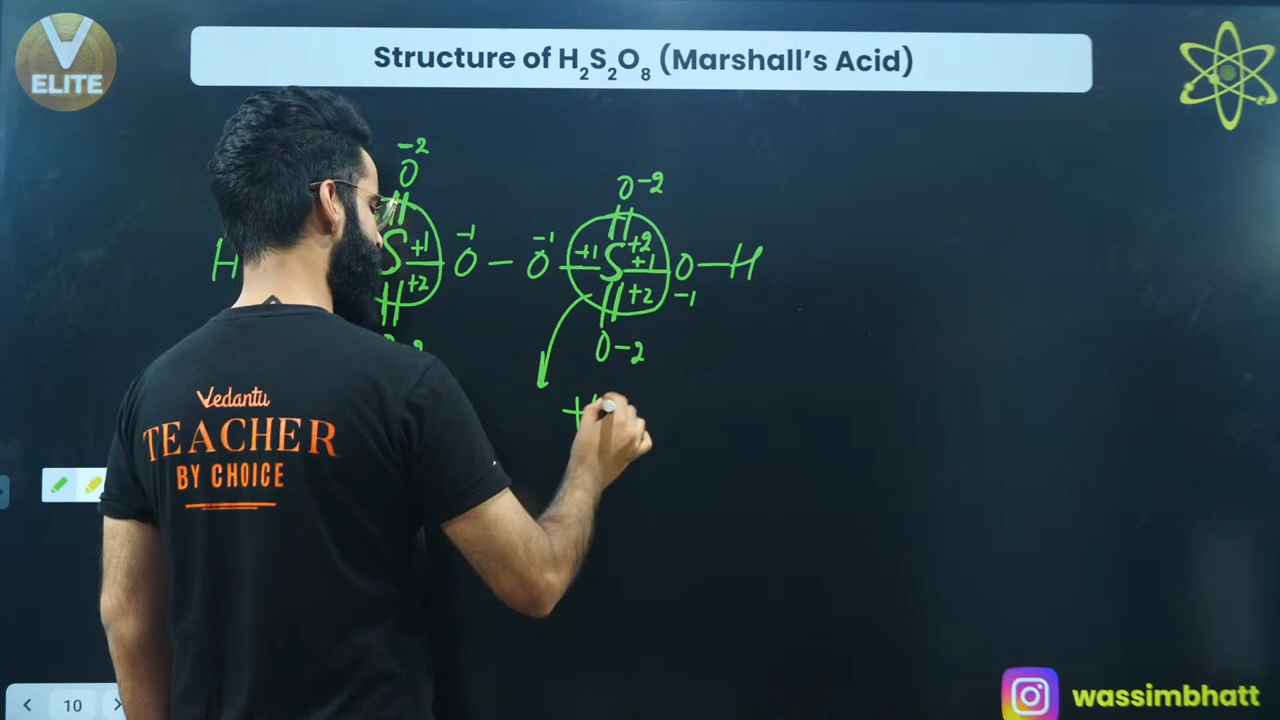 ELITE
Structure of H₂S₂O₈ (Marshall's Acid)
-2
O
O -2
H
S +1
-1
O
-1
O
+1 S +2
+1
O - H
+2
+2
-1
O -2
Vedantu
TEACHER
BY CHOICE
10
wassimbhatt